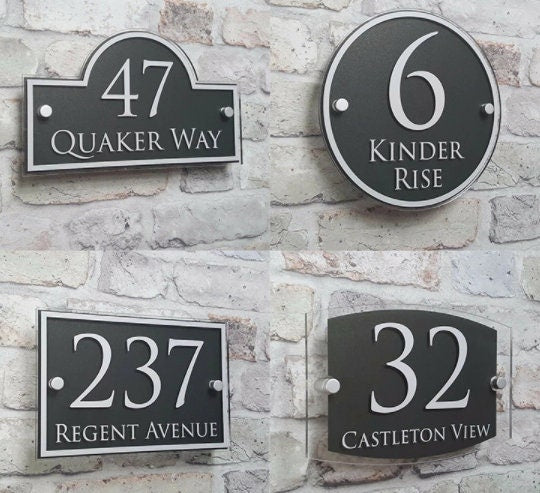 47
QUAKER WAY
6
KINDER
RISE
237
REGENT AVENUE
32
CASTLETON VIEW